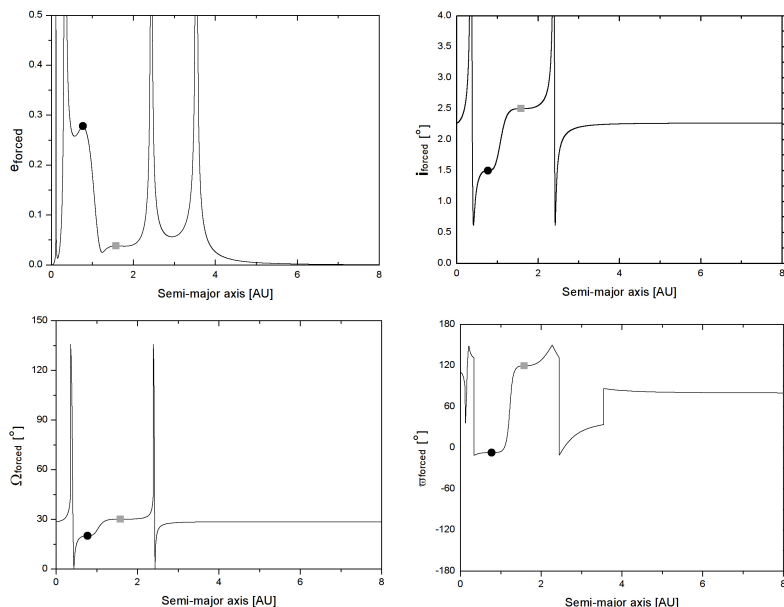 0.5
0.4
0.3
0.2
0.1
0.0
eforced
0 2 4 6 8
Semi-major axis [AU]
4.0
3.5
3.0
2.5
2.0
1.5
1.0
0.5
0.0
iforced [°]
0 2 4 6 8
Semi-major axis [AU]
150
120
90
60
30
0
Ωforced [°]
0 2 4 6 8
Semi-major axis [AU]
180
120
60
0
-60
-120
-180
ϖforced [°]
0 2 4 6 8
Semi-major axis [AU]